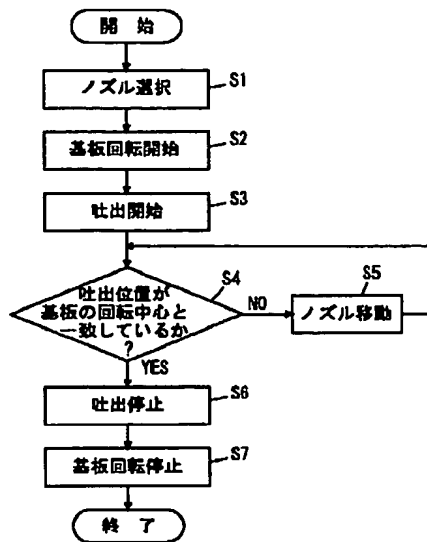 開 始
ノズル選択
S1
基板回転開始
S2
吐出開始
S3
吐出位置が
基板の回転中心と
一致しているか
?
S4
NO
ノズル移動
S5
YES
吐出停止
S6
基板回転停止
S7
終 了